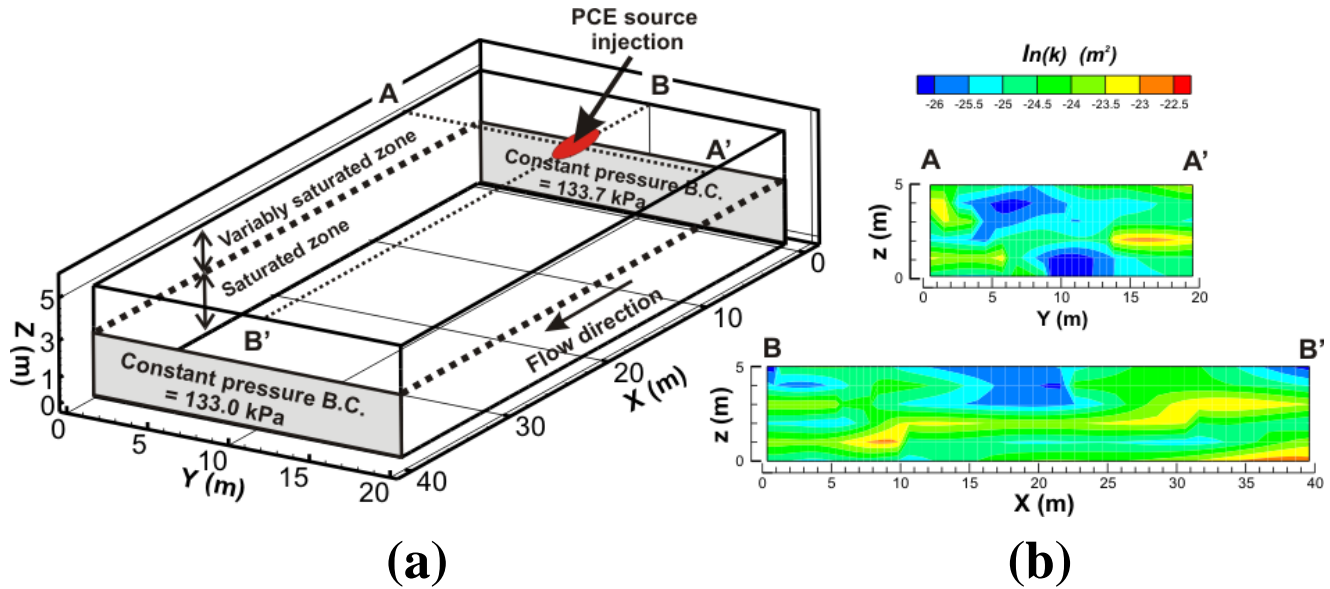 PCE source
injection
A
B
A'
Constant pressure B.C.
= 133.7 kPa
Variably saturated zone
Saturated zone
B'
Flow direction
Constant pressure B.C.
= 133.0 kPa
5
3
1
0
Z (m)
0
5
10
15
20
Y (m)
0
10
20
30
40
X (m)
(a)
ln(k) (m²)
-26 -25.5 -25 -24.5 -24 -23.5 -23 -22.5
A A'
5
0
z (m)
0 5 10 15 20
Y (m)
B B'
5
0
z (m)
0 5 10 15 20 25 30 35 40
X (m)
(b)